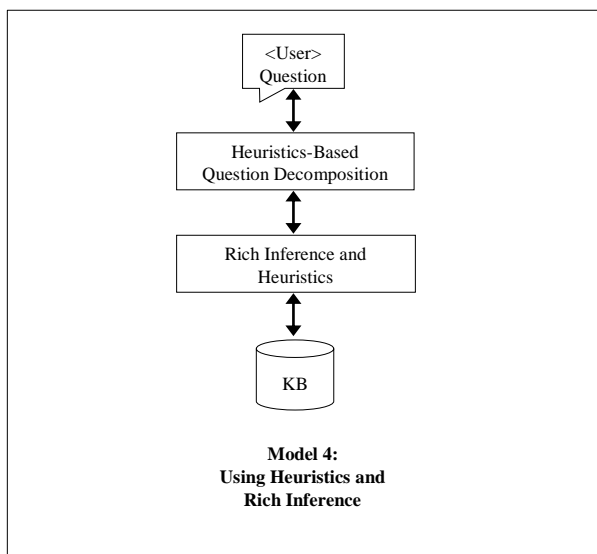 <User>
Question
Heuristics-Based
Question Decomposition
Rich Inference and
Heuristics
KB
Model 4:
Using Heuristics and
Rich Inference